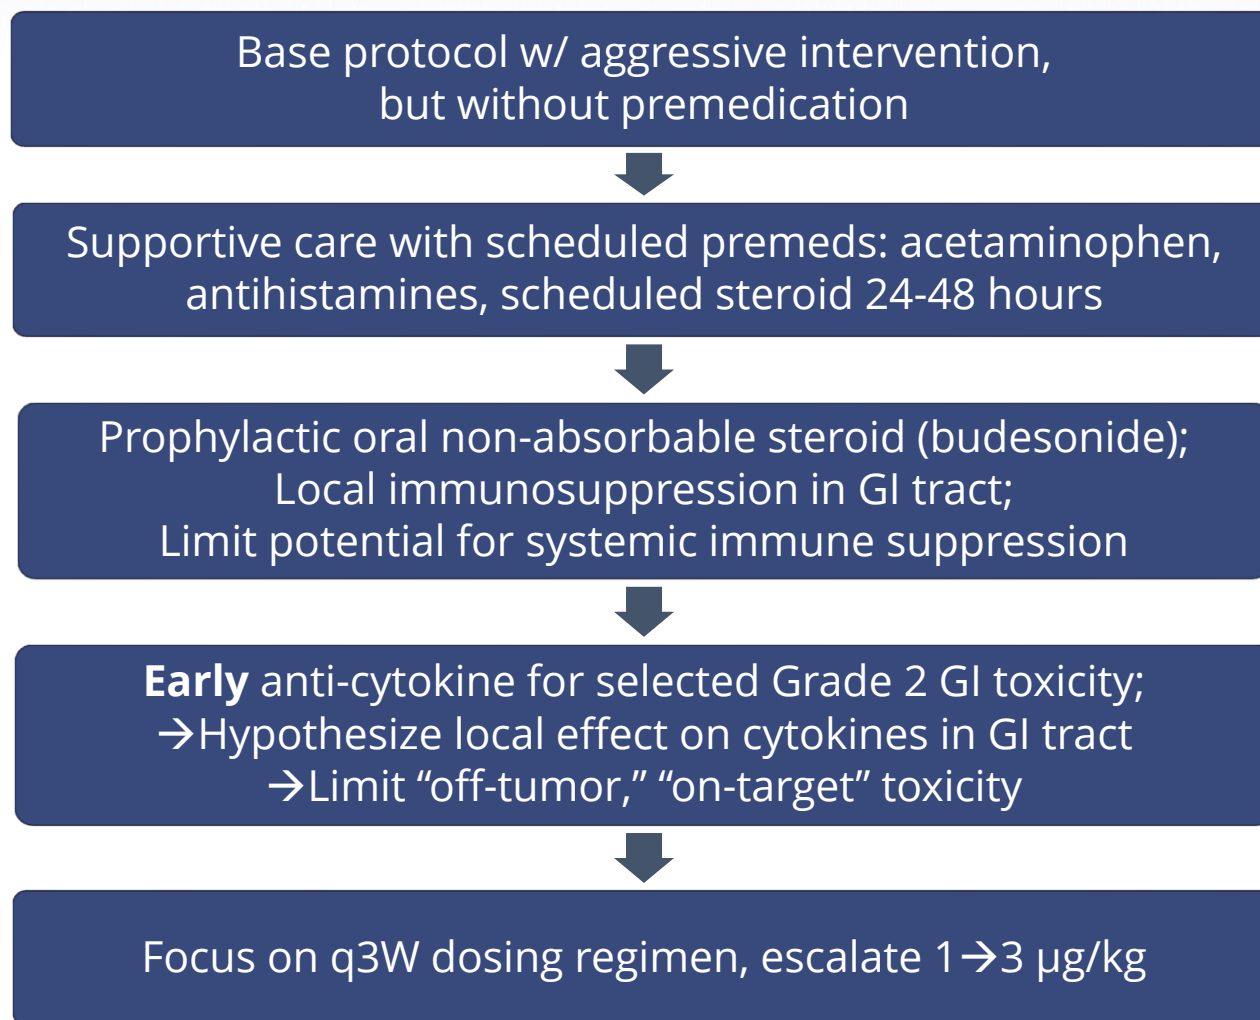 Base protocol w/ aggressive intervention,
but without premedication
Supportive care with scheduled premeds: acetaminophen,
antihistamines, scheduled steroid 24-48 hours
Prophylactic oral non-absorbable steroid (budesonide);
Local immunosuppression in GI tract;
Limit potential for systemic immune suppression
Early anti-cytokine for selected Grade 2 GI toxicity;
→Hypothesize local effect on cytokines in GI tract
→Limit “off-tumor,” “on-target” toxicity
Focus on q3W dosing regimen, escalate 1→3 µg/kg